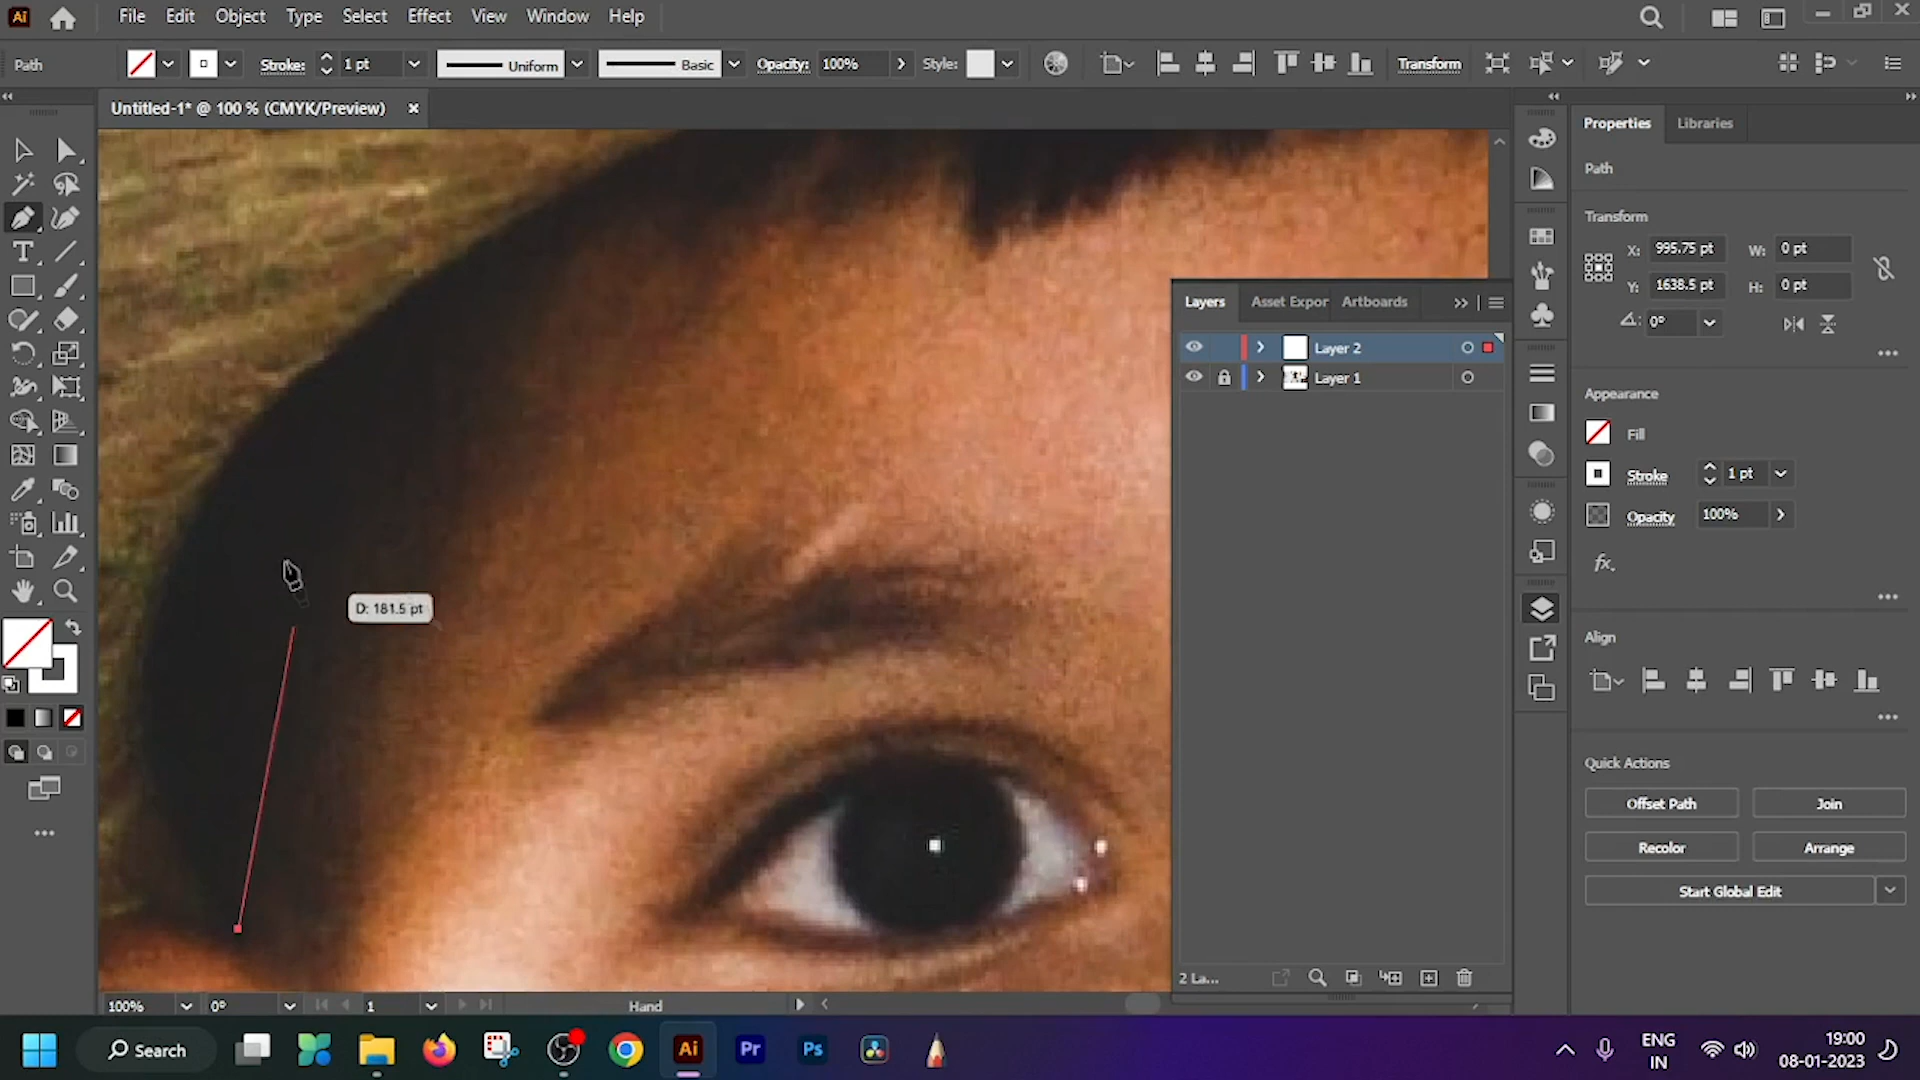 Ai File Edit Object Type Select Effect View Window Help
Path Stroke: 1 pt Uniform Basic Opacity: 100% Style: Transform
Untitled-1* @ 100 % (CMYK/Preview)
Properties Libraries
Path
Transform
X: 995.75 pt W: 0 pt
Y: 1638.5 pt H: 0 pt
0°
Layers Asset Expor Artboards
Layer 2
Layer 1
Appearance
Fill
Stroke 1 pt
Opacity 100%
fx.
D: 181.5 pt
Align
Quick Actions
Offset Path Join
Recolor Arrange
Start Global Edit
2 La...
100% 0° 1 Hand
Search Ai Pr Ps ENG 19:00
IN 08-01-2023